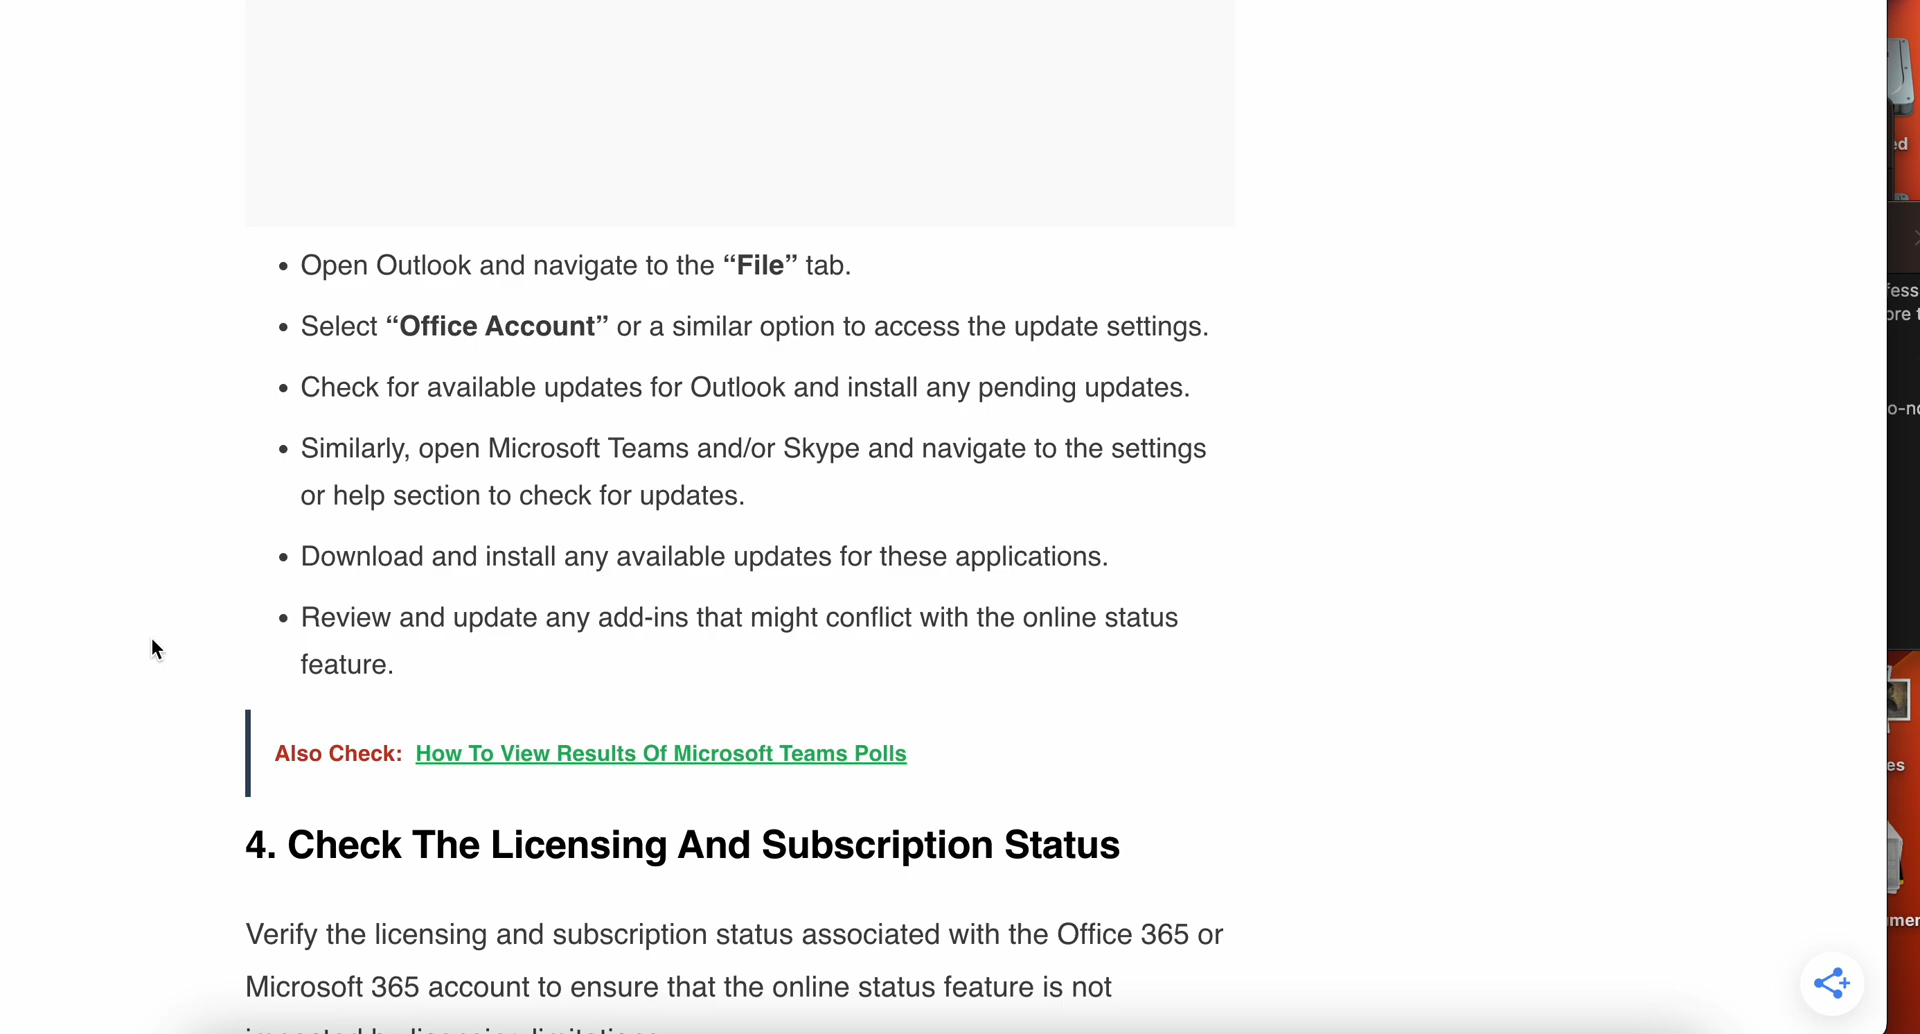 • Open Outlook and navigate to the “File” tab.
• Select “Office Account” or a similar option to access the update settings.
• Check for available updates for Outlook and install any pending updates.
• Similarly, open Microsoft Teams and/or Skype and navigate to the settings
or help section to check for updates.
• Download and install any available updates for these applications.
• Review and update any add-ins that might conflict with the online status
feature.
Also Check: How To View Results Of Microsoft Teams Polls
4. Check The Licensing And Subscription Status
Verify the licensing and subscription status associated with the Office 365 or
Microsoft 365 account to ensure that the online status feature is not